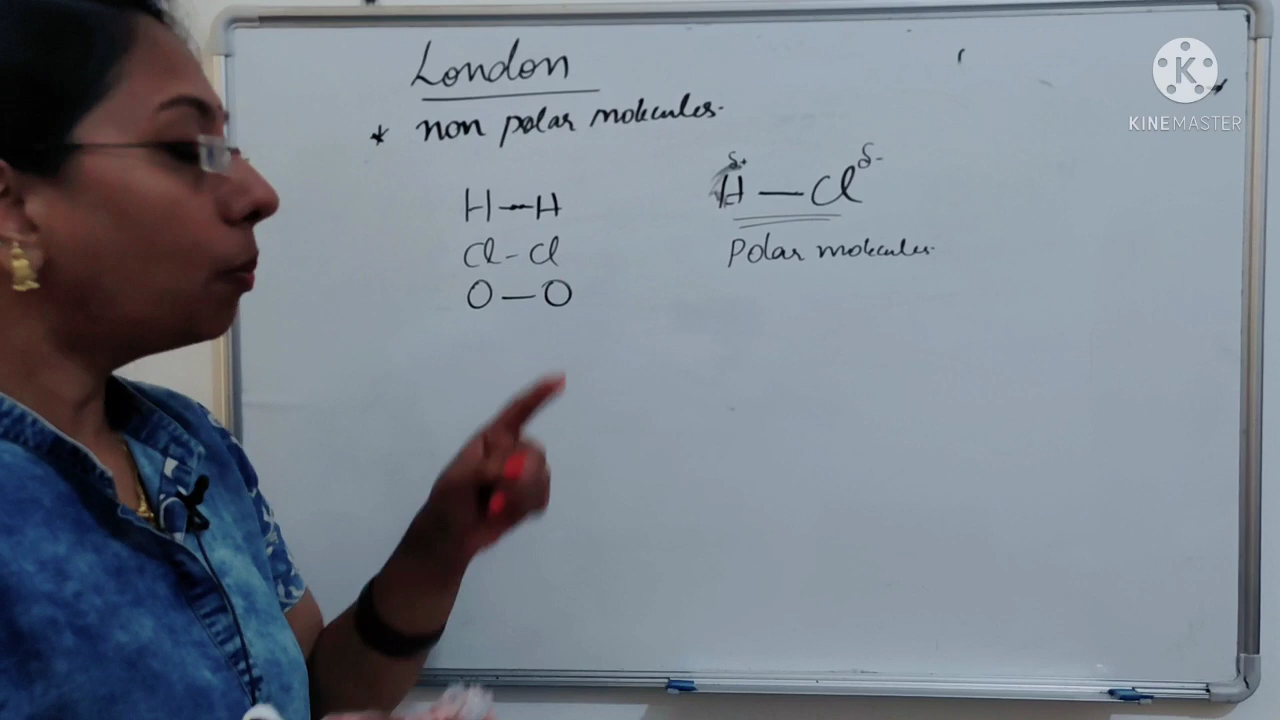 London
* non polar molecules.
H—H
Cl-Cl
O—O
δ+ δ-
H—Cl
Polar molecules.
KINEMASTER